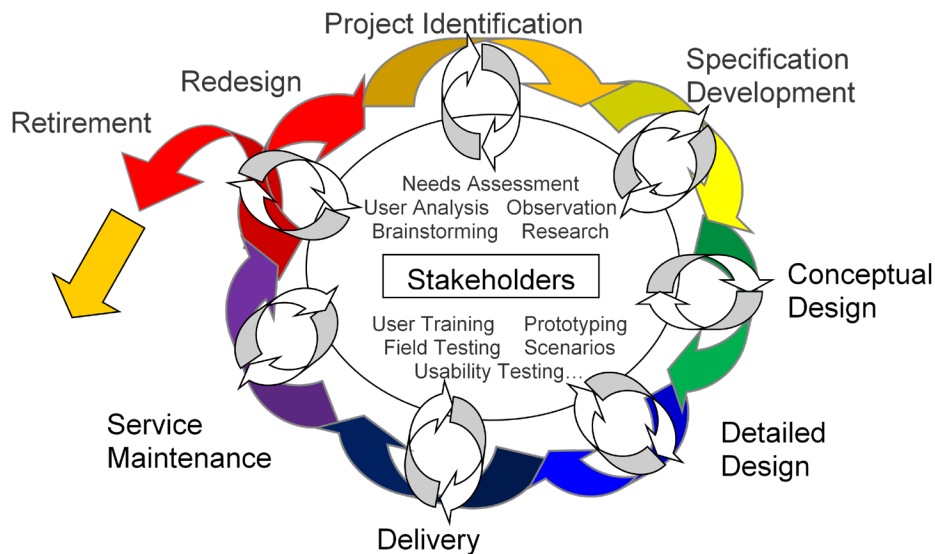 Project Identification
Redesign
Specification
Development
Retirement
Needs Assessment
User Analysis Observation
Brainstorming Research
Stakeholders
Conceptual
Design
User Training Prototyping
Field Testing Scenarios
Usability Testing…
Service
Maintenance
Detailed
Design
Delivery